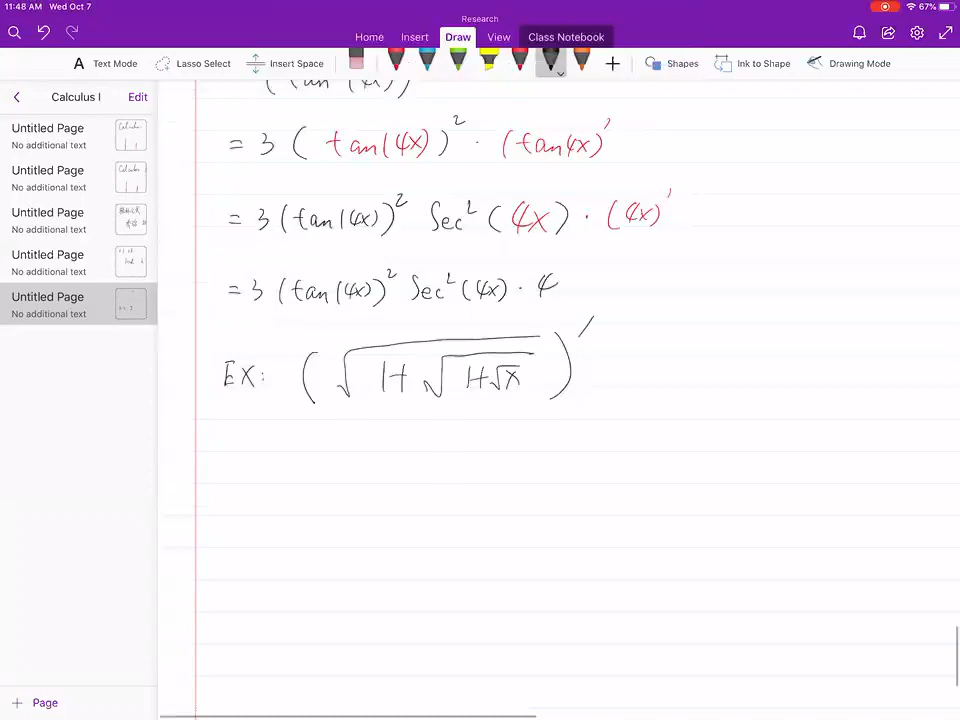 11:48 AM Wed Oct 7
67%
Research
Home Insert Draw View Class Notebook
Text Mode Lasso Select Insert Space Shapes Ink to Shape Drawing Mode
Calculus I Edit
Untitled Page
No additional text
Untitled Page
No additional text
Untitled Page
No additional text
Untitled Page
No additional text
Untitled Page
No additional text
Page
= 3 ( tan(4x) )² · (tan4x)'
= 3 (tan(4x))² Sec² (4x) · (4x)'
= 3 (tan(4x))² Sec² (4x) · 4
EX: ( √(1+√(1+√x)) )'